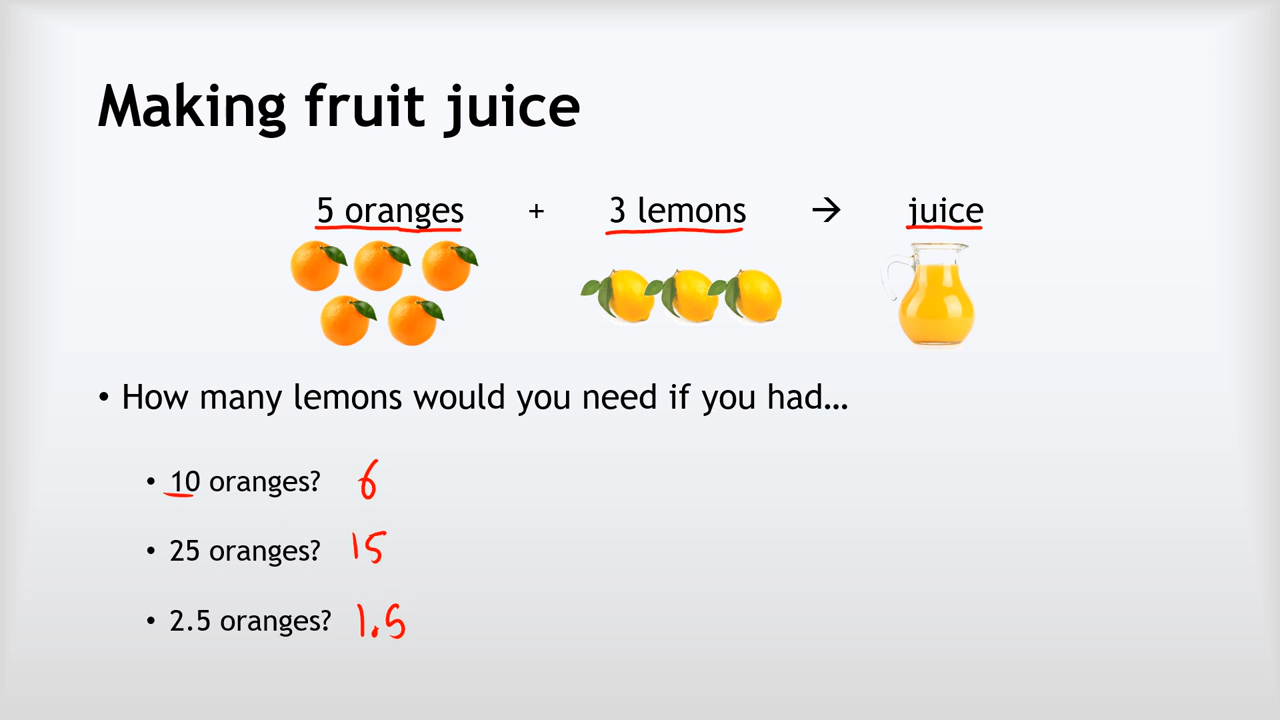 Making fruit juice
5 oranges + 3 lemons → juice
• How many lemons would you need if you had...
• 10 oranges? 6
• 25 oranges? 15
• 2.5 oranges? 1.5